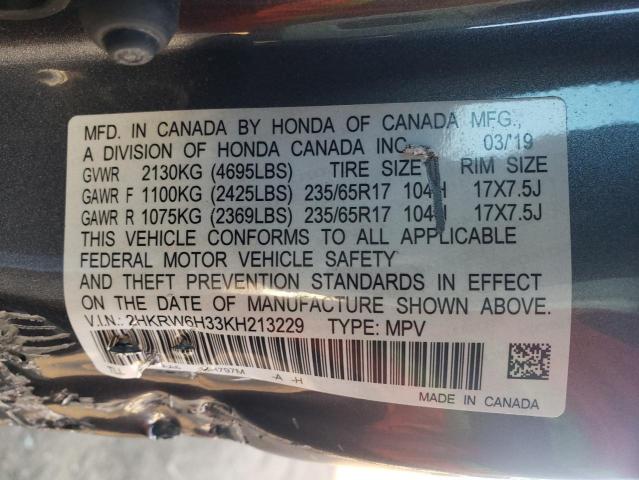 MFD. IN CANADA BY HONDA OF CANADA MFG.,
A DIVISION OF HONDA CANADA INC. 03/'19
GVWR 2130KG (4695LBS) TIRE SIZE RIM SIZE
GAWR F 1100KG (2425LBS) 235/65R17 104H 17X7.5J
GAWR R 1075KG (2369LBS) 235/65R17 104H 17X7.5J
THIS VEHICLE CONFORMS TO ALL APPLICABLE
FEDERAL MOTOR VEHICLE SAFETY
AND THEFT PREVENTION STANDARDS IN EFFECT
ON THE DATE OF MANUFACTURE SHOWN ABOVE.
V.I.N.: 2HKRW6H33KH213229 TYPE: MPV
-A -H
MADE IN CANADA